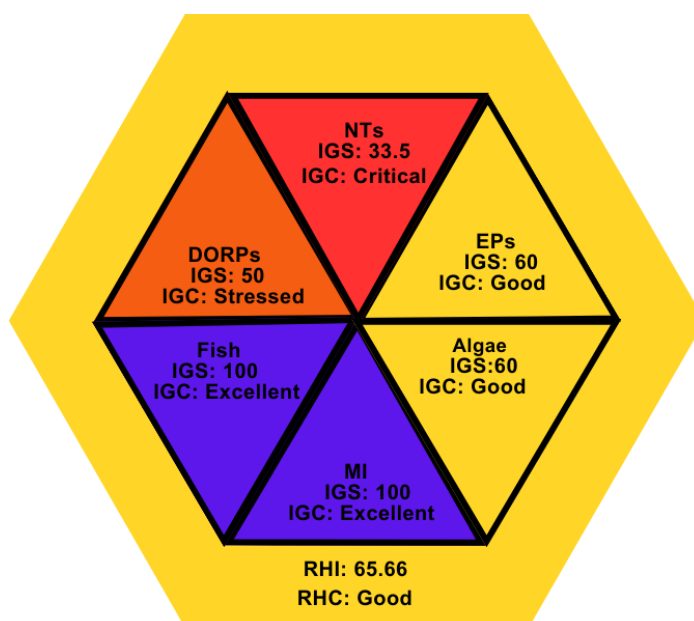 NTs
IGS: 33.5
IGC: Critical
DORPs
IGS: 50
IGC: Stressed
EPs
IGS: 60
IGC: Good
Fish
IGS: 100
IGC: Excellent
Algae
IGS:60
IGC: Good
MI
IGS: 100
IGC: Excellent
RHI: 65.66
RHC: Good